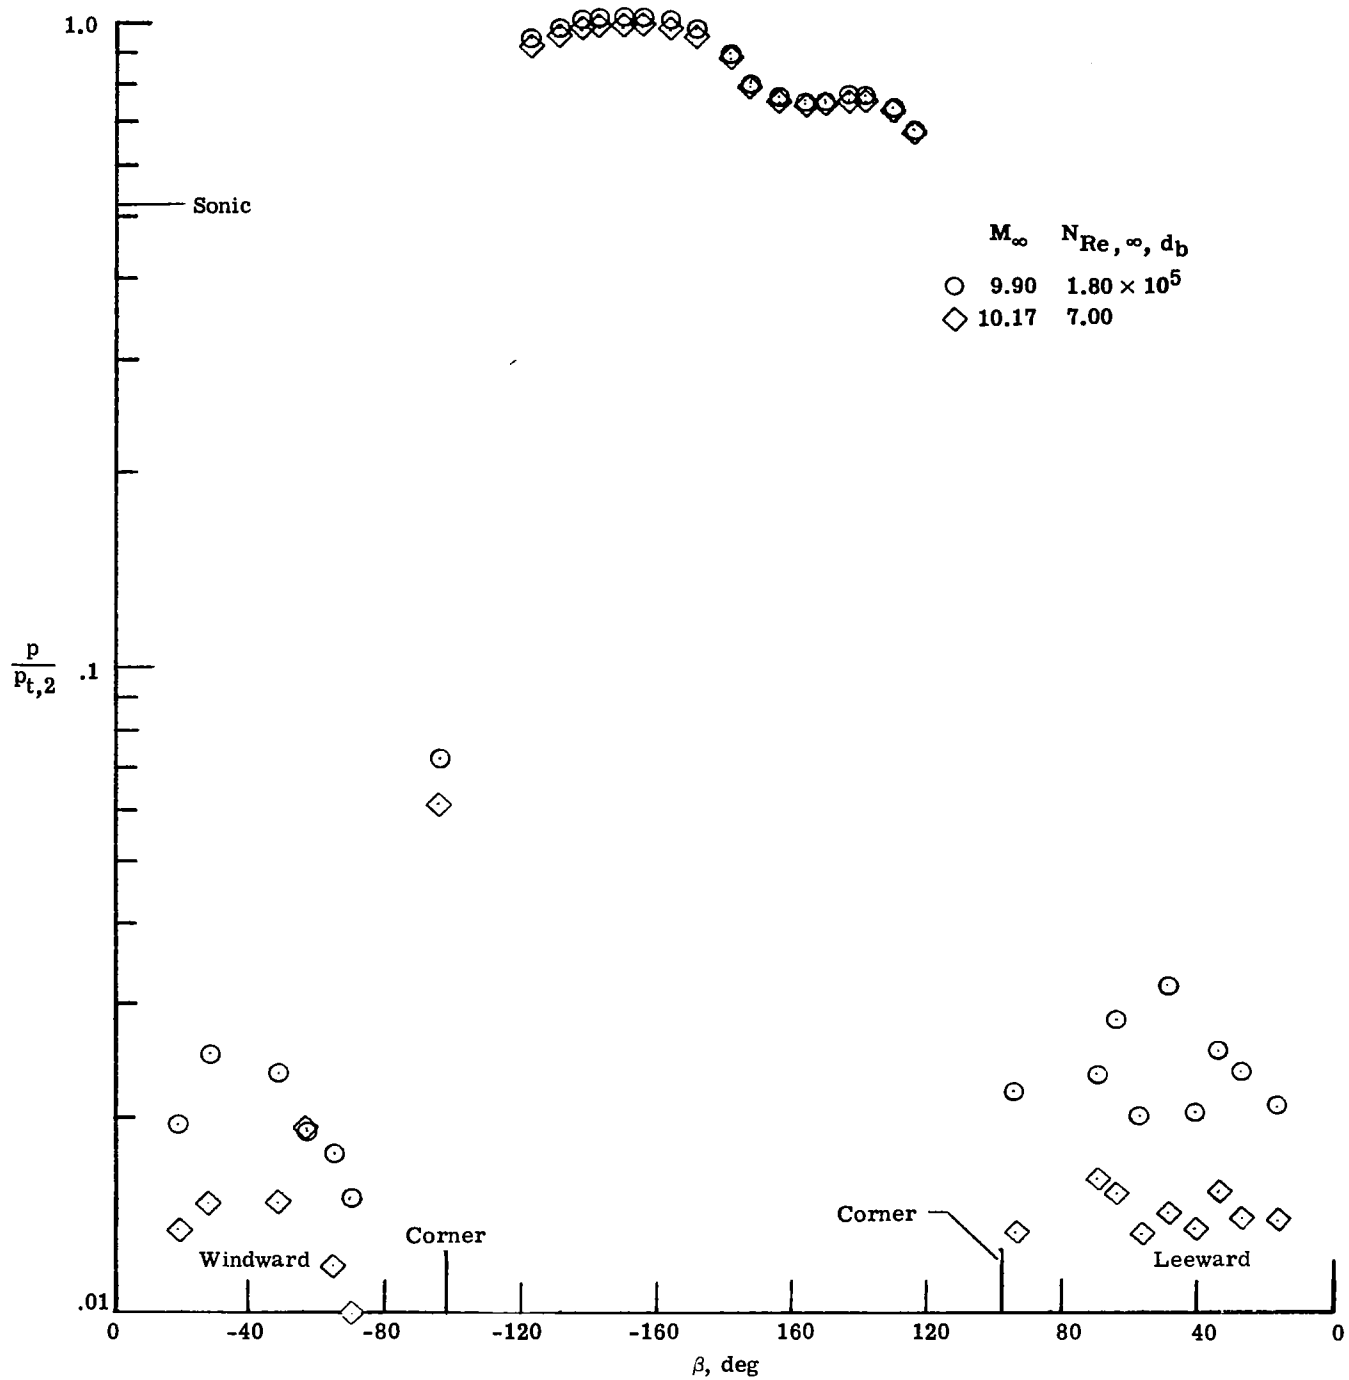 1.0
Sonic
M∞ N Re, ∞, d b
9.90 1.80 × 10 5
10.17 7.00
p
p t,2
.1
Corner
Corner
Windward
Leeward
.01
0 -40 -80 -120 -160 160 120 80 40 0
β, deg